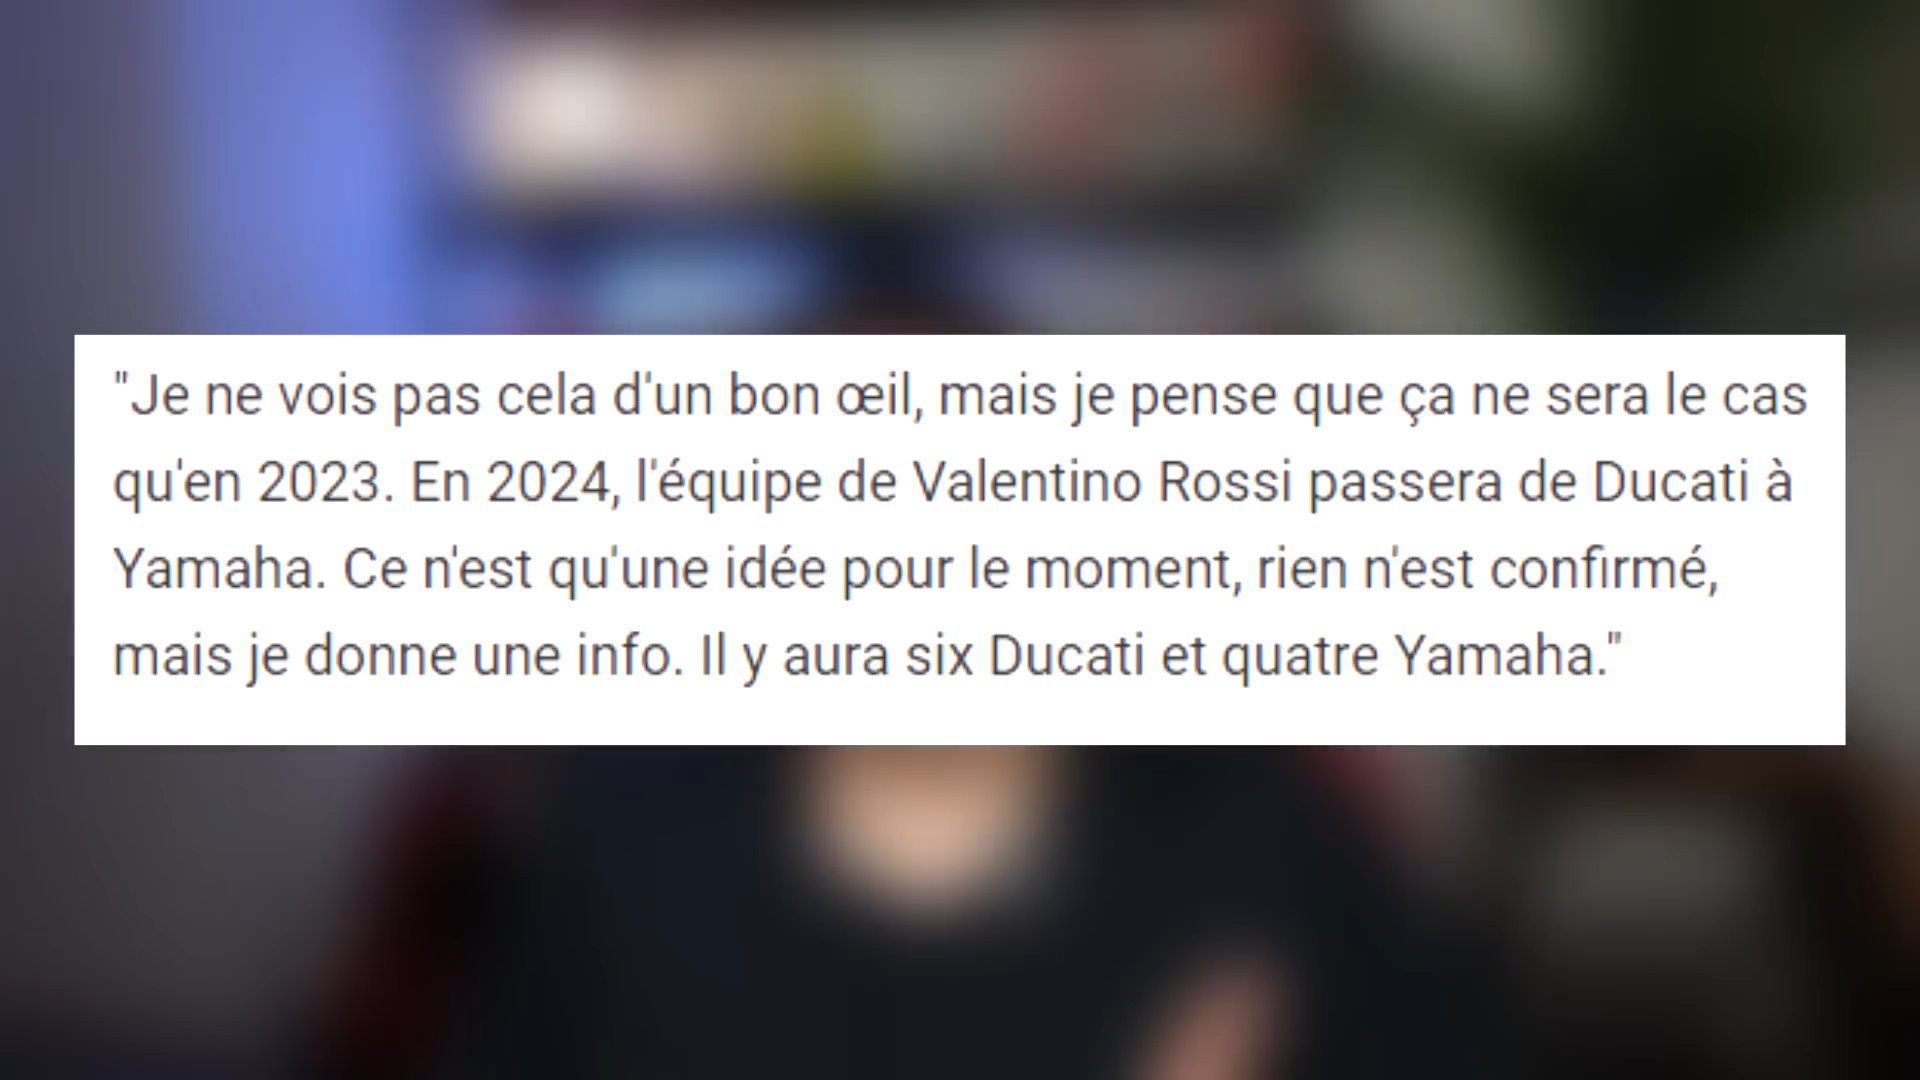 "Je ne vois pas cela d'un bon œil, mais je pense que ça ne sera le cas
qu'en 2023. En 2024, l'équipe de Valentino Rossi passera de Ducati à
Yamaha. Ce n'est qu'une idée pour le moment, rien n'est confirmé,
mais je donne une info. Il y aura six Ducati et quatre Yamaha."